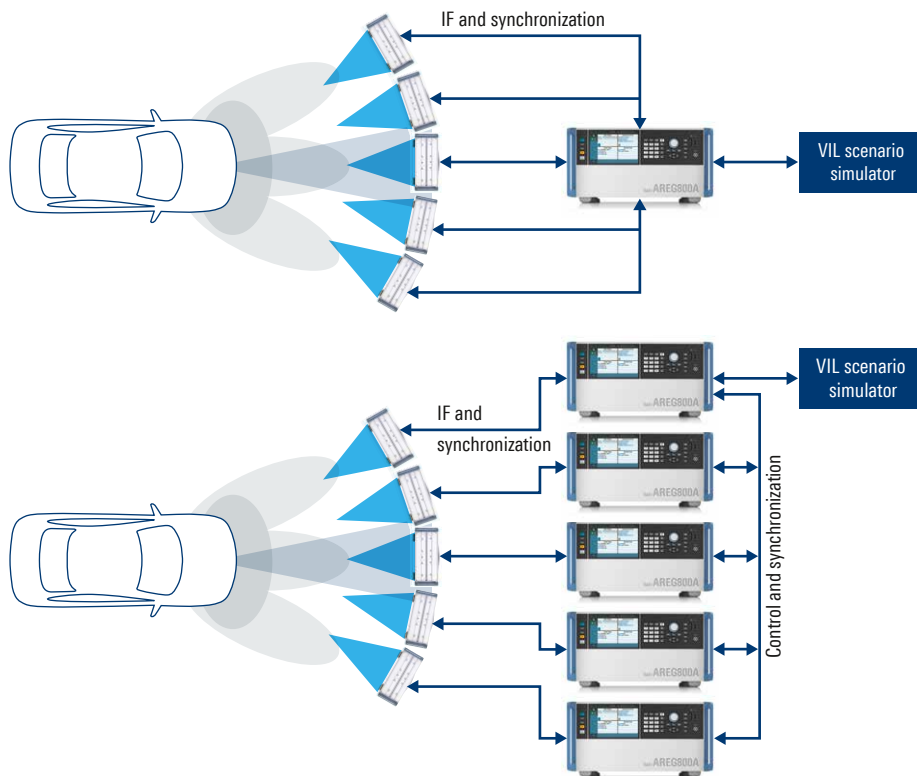 IF and synchronization
AREG800A
VIL scenario
simulator
AREG800A
VIL scenario
simulator
IF and
synchronization
AREG800A
AREG800A
AREG800A
AREG800A
Control and synchronization